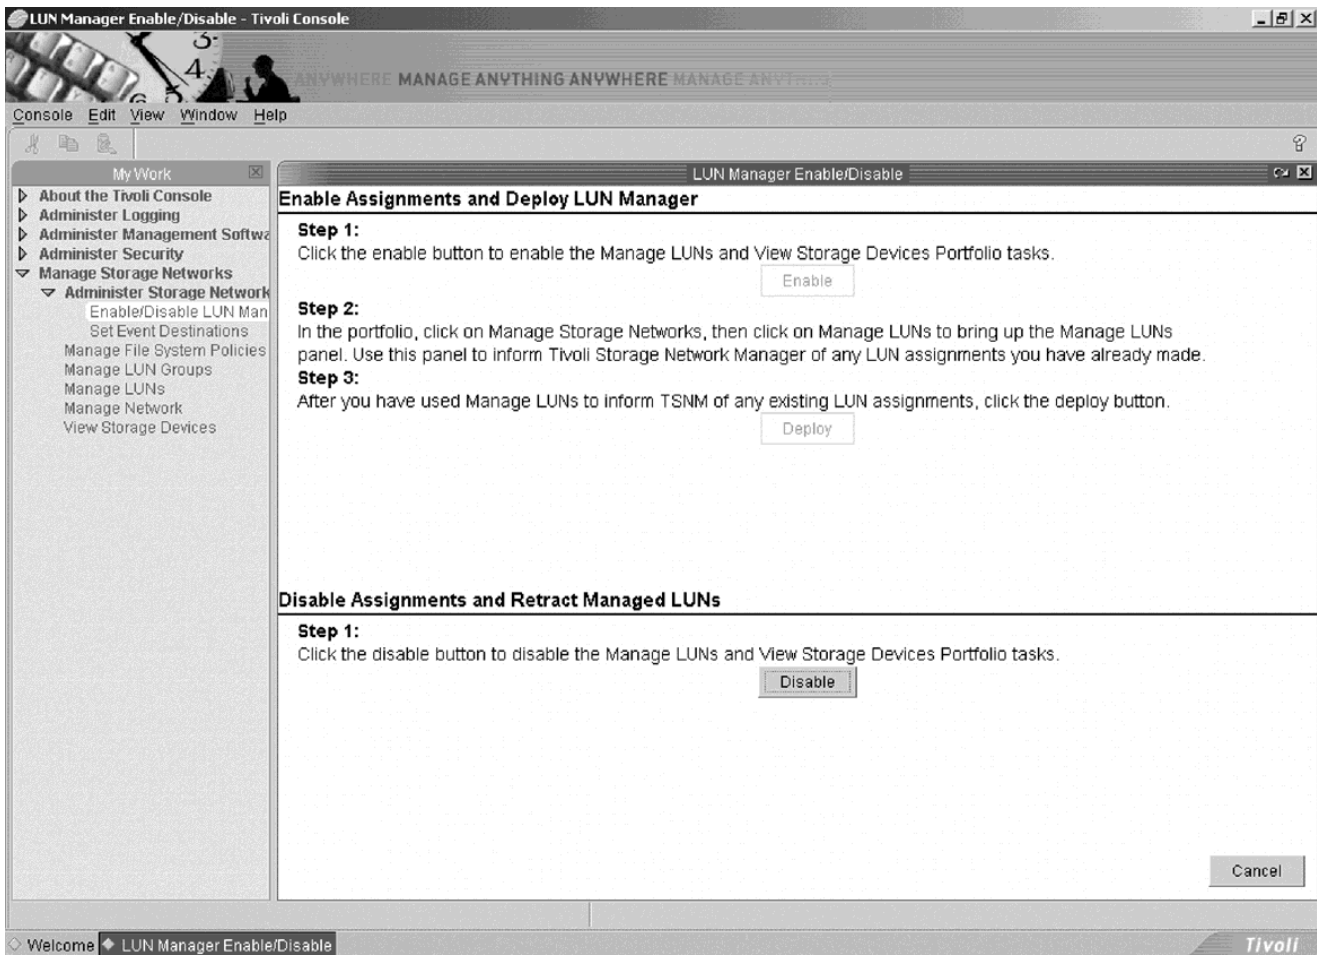 LUN Manager Enable/Disable - Tivoli Console
3
4
5
6
ANYWHERE MANAGE ANYTHING ANYWHERE MANAGE
Console Edit View Window Help
My Work
LUN Manager Enable/Disable
About the Tivoli Console
Administer Logging
Administer Management Softwa
Administer Security
Manage Storage Networks
Administer Storage Network
Enable/Disable LUN Man
Set Event Destinations
Manage File System Policies
Manage LUN Groups
Manage LUNs
Manage Network
View Storage Devices
Enable Assignments and Deploy LUN Manager
Step 1:
Click the enable button to enable the Manage LUNs and View Storage Devices Portfolio tasks.
Enable
Step 2:
In the portfolio, click on Manage Storage Networks, then click on Manage LUNs to bring up the Manage LUNs
panel. Use this panel to inform Tivoli Storage Network Manager of any LUN assignments you have already made.
Step 3:
After you have used Manage LUNs to inform TSNM of any existing LUN assignments, click the deploy button.
Deploy
Disable Assignments and Retract Managed LUNs
Step 1:
Click the disable button to disable the Manage LUNs and View Storage Devices Portfolio tasks.
Disable
Cancel
Welcome LUN Manager Enable/Disable
Tivoli